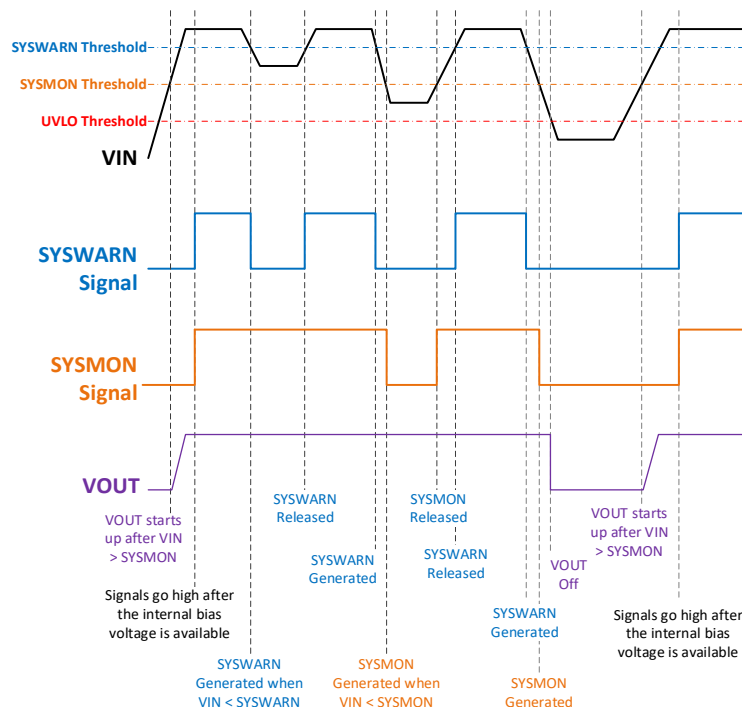 SYSWARN Threshold
SYSMON Threshold
UVLO Threshold
VIN
SYSWARN
Signal
SYSMON
Signal
VOUT
VOUT starts
up after VIN
> SYSMON
Signals go high after
the internal bias
voltage is available
SYSWARN
Released
SYSWARN
Generated
SYSWARN
Generated when
VIN < SYSWARN
SYSMON
Generated when
VIN < SYSMON
SYSMON
Released
SYSWARN
Released
SYSWARN
Generated
SYSMON
Generated
VOUT
Off
VOUT starts
up after VIN
> SYSMON
Signals go high after
the internal bias
voltage is available